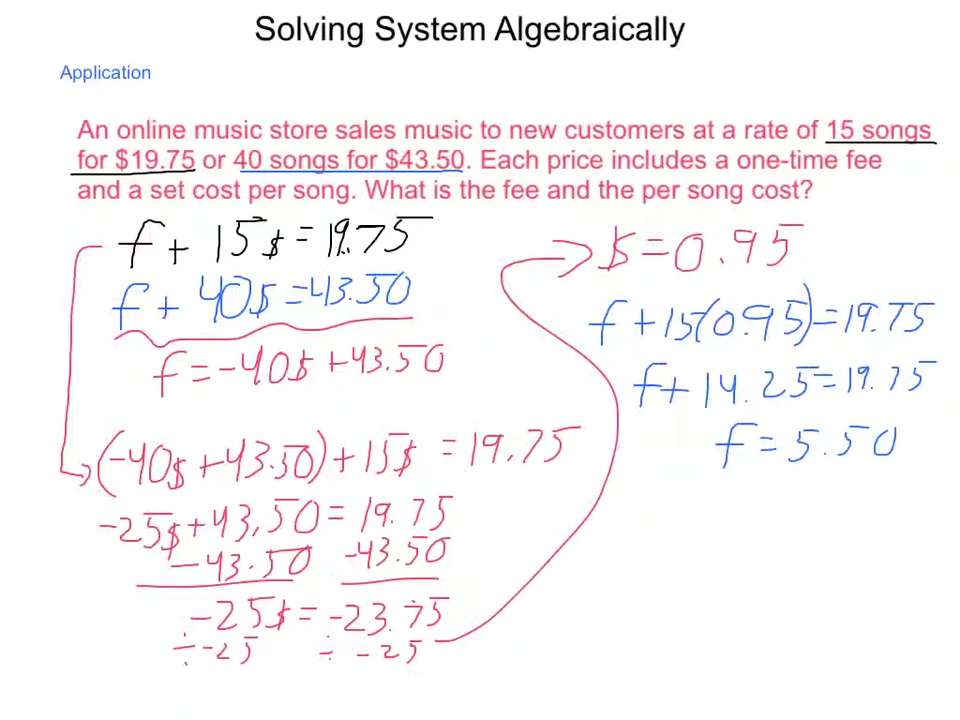 Solving System Algebraically
Application
An online music store sales music to new customers at a rate of 15 songs
for $19.75 or 40 songs for $43.50. Each price includes a one-time fee
and a set cost per song. What is the fee and the per song cost?
f + 15s = 19.75
f + 40s = 43.50
f = -40s + 43.50
(-40s + 43.50) + 15s = 19.75
-25s + 43.50 = 19.75
-43.50 -43.50
-25s = -23.75
÷ -25 ÷ -25
s = 0.95
f + 15(0.95) = 19.75
f + 14.25 = 19.75
f = 5.50